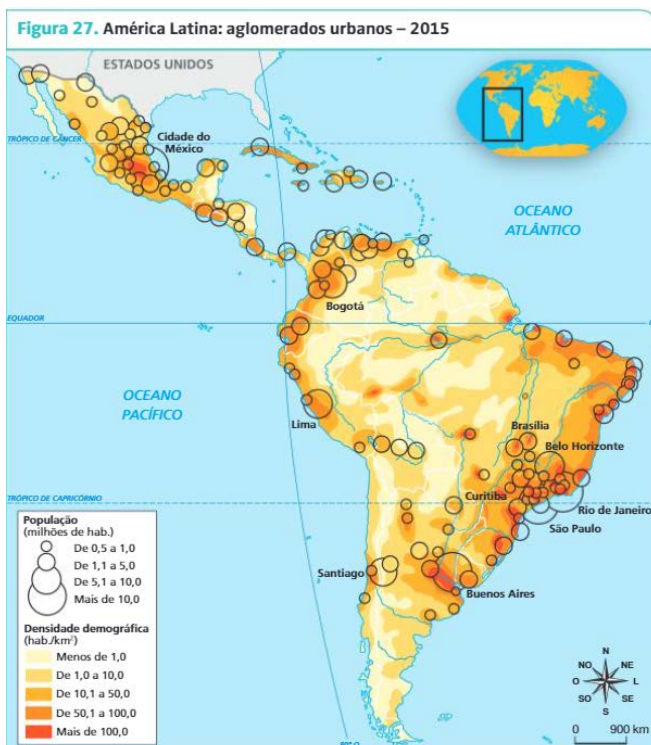 Figura 27. América Latina: aglomerados urbanos – 2015
ESTADOS UNIDOS
TRÓPICO DE CÂNCER
Cidade do
México
OCEANO
ATLÂNTICO
Bogotá
EQUADOR
OCEANO
PACÍFICO
Lima
Brasília
Belo Horizonte
TRÓPICO DE CAPRICÓRNIO
Curitiba
Rio de Janeiro
São Paulo
Santiago
Buenos Aires
População
(milhões de hab.)
De 0,5 a 1,0
De 1,1 a 5,0
De 5,1 a 10,0
Mais de 10,0
Densidade demográfica
(hab./km²)
Menos de 1,0
De 1,0 a 10,0
De 10,1 a 50,0
De 50,1 a 100,0
Mais de 100,0
N
NO NE
O L
SO SE
S
0 900 km